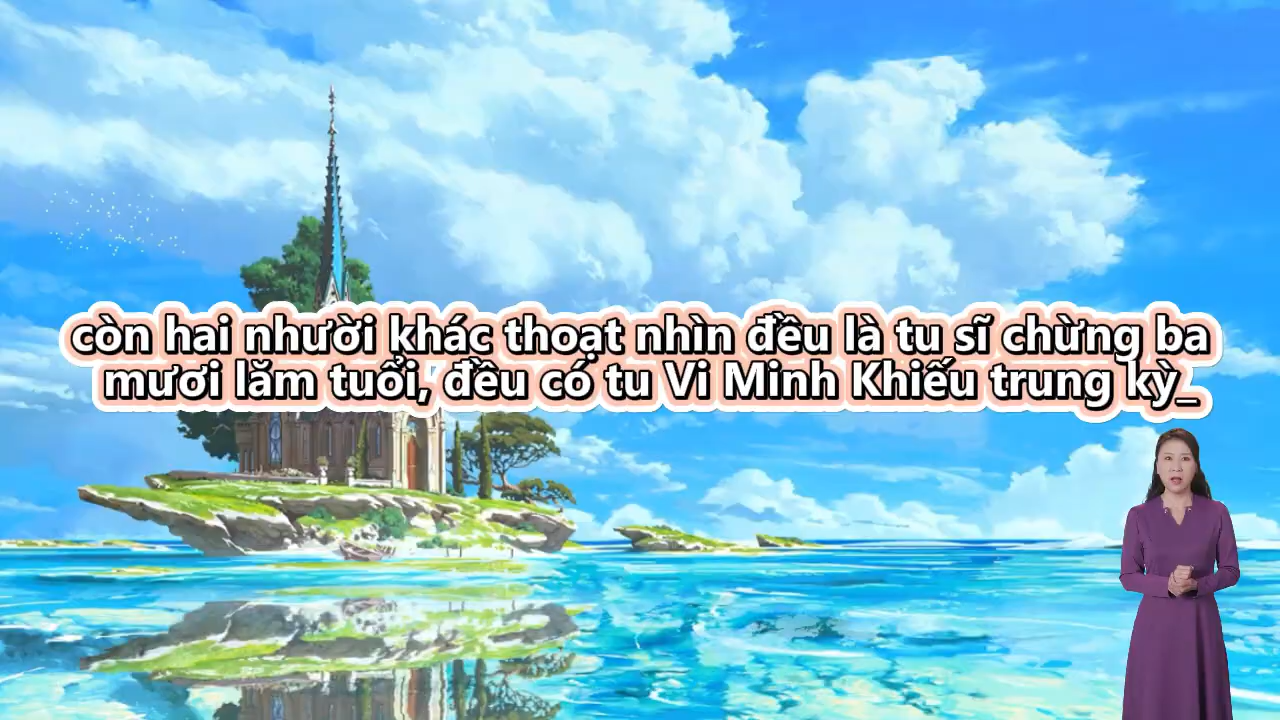 còn hai nhười khác thoạt nhìn đều là tu sĩ chừng ba
mươi lăm tuổi, đều có tu Vi Minh Khiếu trung kỳ_